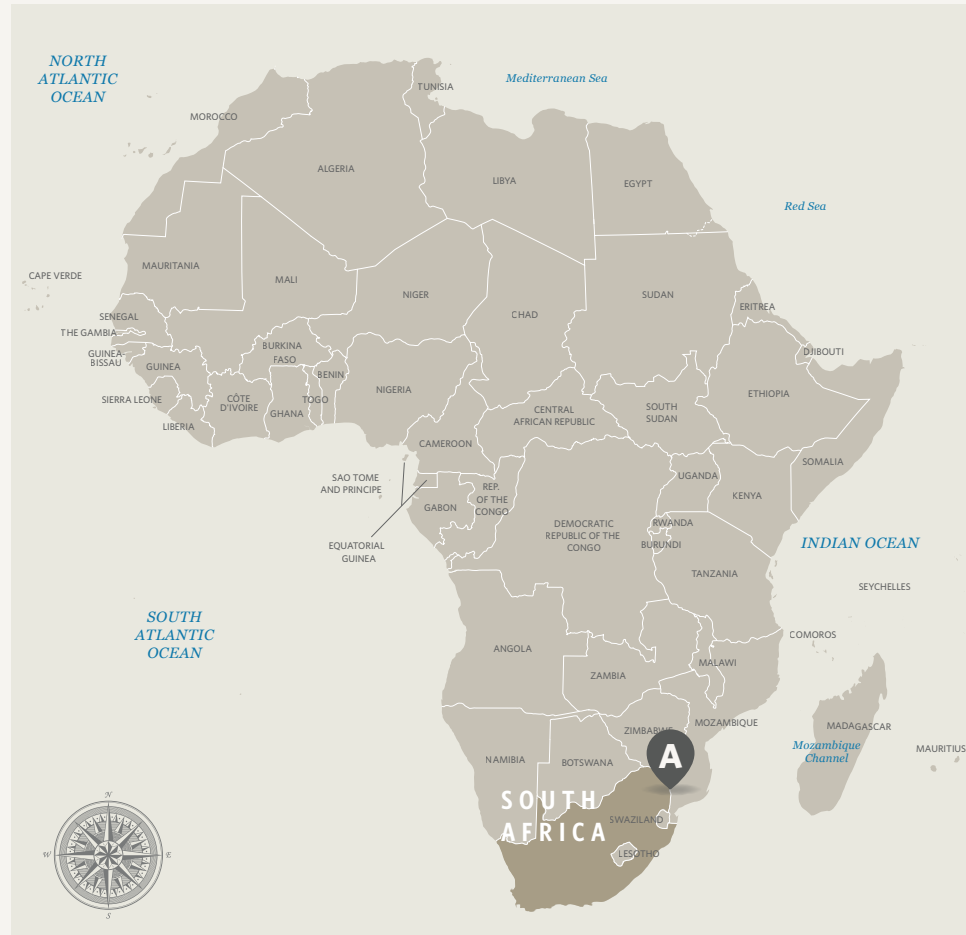 NORTH
ATLANTIC
OCEAN
Mediterranean Sea
TUNISIA
MOROCCO
ALGERIA
LIBYA
EGYPT
Red Sea
MAURITANIA
CAPE VERDE
MALI
NIGER
CHAD
SUDAN
ERITREA
SENEGAL
THE GAMBIA
GUINEA-
BISSAU
GUINEA
BURKINA
FASO
BENIN
DJIBOUTI
SIERRA LEONE
CÔTE
D'IVOIRE
GHANA
TOGO
NIGERIA
CENTRAL
AFRICAN REPUBLIC
SOUTH
SUDAN
ETHIOPIA
LIBERIA
CAMEROON
SOMALIA
SAO TOME
AND PRINCIPE
GABON
REP.
OF THE
CONGO
UGANDA
KENYA
DEMOCRATIC
REPUBLIC OF THE
CONGO
RWANDA
BURUNDI
EQUATORIAL
GUINEA
INDIAN OCEAN
TANZANIA
SEYCHELLES
SOUTH
ATLANTIC
OCEAN
COMOROS
ANGOLA
ZAMBIA
MALAWI
MOZAMBIQUE
ZIMBABWE
MADAGASCAR
Mozambique
Channel
MAURITIUS
NAMIBIA
BOTSWANA
A
SOUTH
AFRICA
SWAZILAND
LESOTHO
N
W
E
S